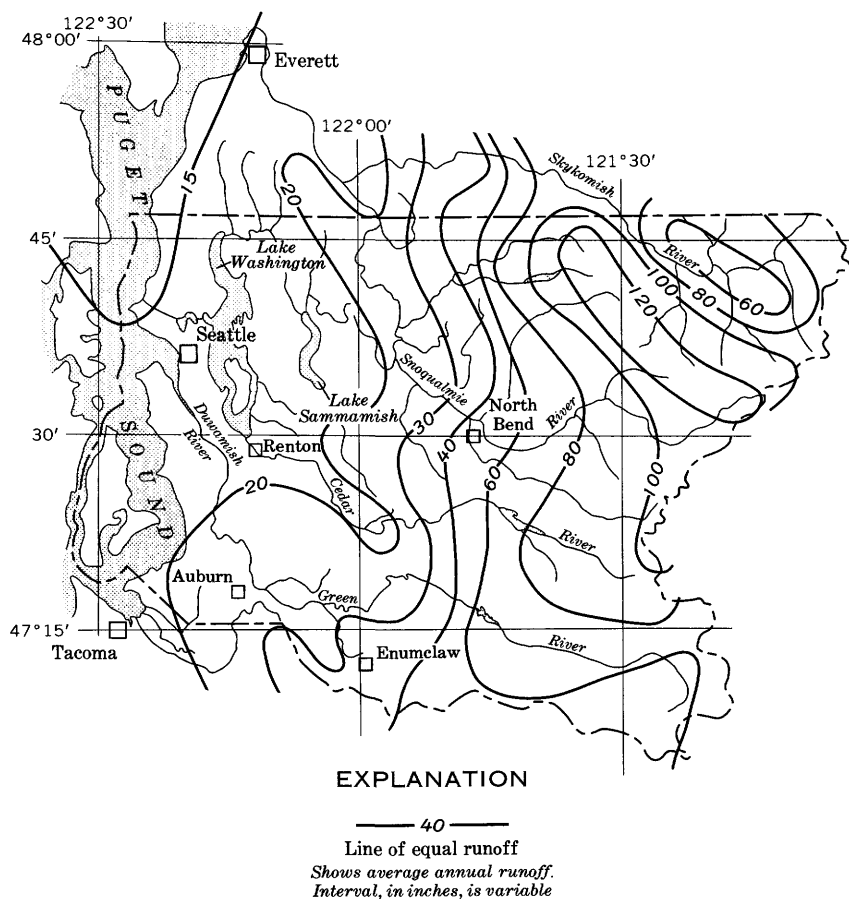 122°30'
48°00'
Everett
PUGET
122°00'
Skykomish
121°30'
15
20
45'
Lake
Washington
River
100
80
60
120
Seattle
Snoqualmie
Lake
Sammamish
North
Bend
River
30
30'
Duwamish
River
Renton
40
80
SOUND
20
Cedar
60
100
River
Auburn
Green
47°15'
River
Tacoma
Enumclaw
EXPLANATION
40
Line of equal runoff
Shows average annual runoff.
Interval, in inches, is variable